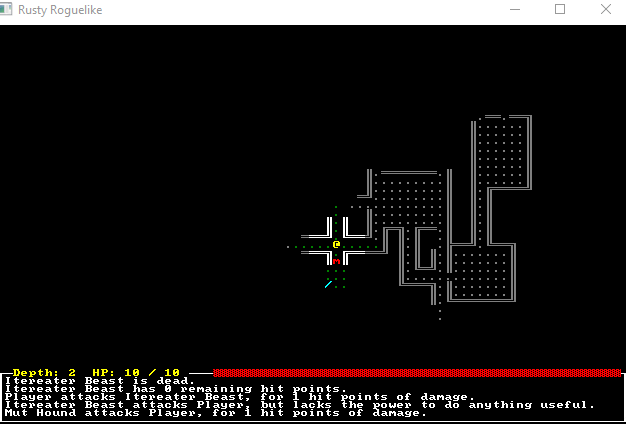 Rusty Roguelike
Depth: 2 HP: 10 / 10
Itereater Beast is dead.
Itereater Beast has 0 remaining hit points.
Player attacks Itereater Beast, for 1 hit points of damage.
Itereater Beast attacks Player, but lacks the power to do anything useful.
Mut Hound attacks Player, for 1 hit points of damage.